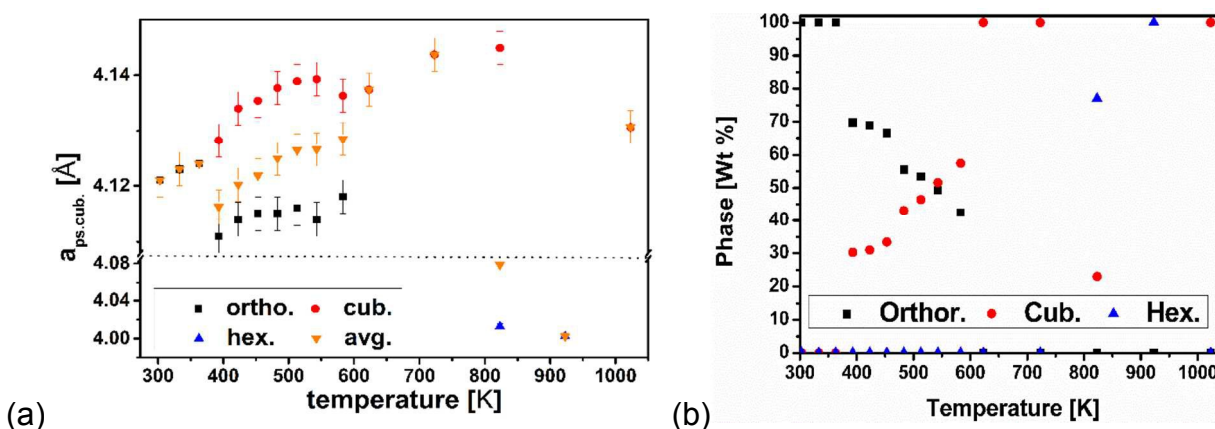 4.14
4.12
4.08
4.04
4.00
a_ps.cub. [Å]
ortho. cub.
hex. avg.
300 400 500 600 700 800 900 1000
temperature [K]
(a)
100
90
80
70
60
50
40
30
20
10
0
Phase [Wt %]
Orthor. Cub. Hex.
300 400 500 600 700 800 900 1000
Temperature [K]
(b)